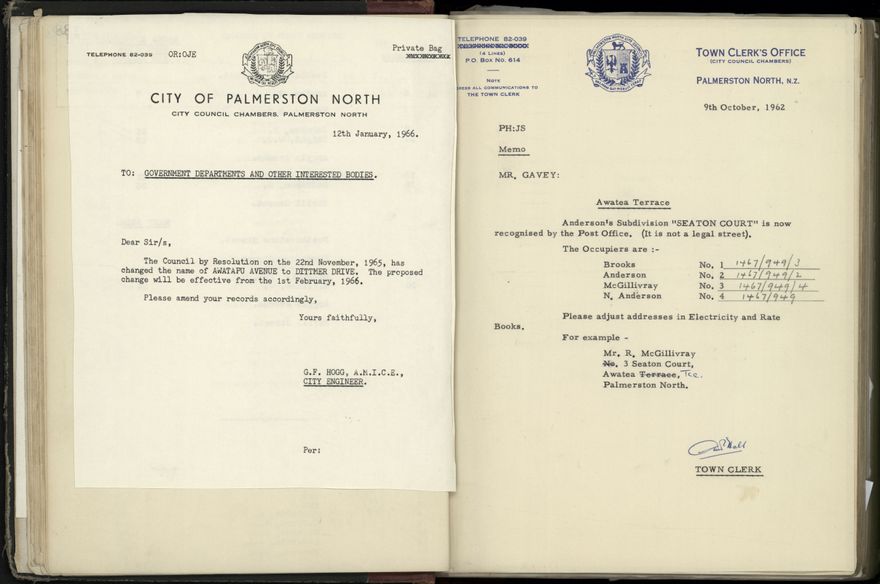 TELEPHONE 82-039
OR:OJE
Private Bag
CITY OF PALMERSTON NORTH
CITY COUNCIL CHAMBERS, PALMERSTON NORTH
12th January, 1966.
TO: GOVERNMENT DEPARTMENTS AND OTHER INTERESTED BODIES.
Dear Sir/s,
The Council by Resolution on the 22nd November, 1965, has
changed the name of AWATAPU AVENUE to DITTMER DRIVE. The proposed
change will be effective from the 1st February, 1966.
Please amend your records accordingly,
Yours faithfully,
G.F. HOGG, A.M.I.C.E.,
CITY ENGINEER.
Per:
TELEPHONE 82-039
(4 LINES)
P.O. BOX NO. 614
NOTE
RESS ALL COMMUNICATIONS TO
THE TOWN CLERK
TOWN CLERK'S OFFICE
(CITY COUNCIL CHAMBERS)
PALMERSTON NORTH, N.Z.
9th October, 1962
PH:JS
Memo
MR. GAVEY:
Awatea Terrace
Anderson's Subdivision "SEATON COURT" is now
recognised by the Post Office. (It is not a legal street).
The Occupiers are :-
Brooks No. 1 1467/949/3
Anderson No. 2 1467/949/2
McGillivray No. 3 1467/949/4
N. Anderson No. 4 1467/949
Please adjust addresses in Electricity and Rate
Books.
For example -
Mr. R. McGillivray
No. 3 Seaton Court,
Awatea Terrace, Tce.
Palmerston North.
TOWN CLERK